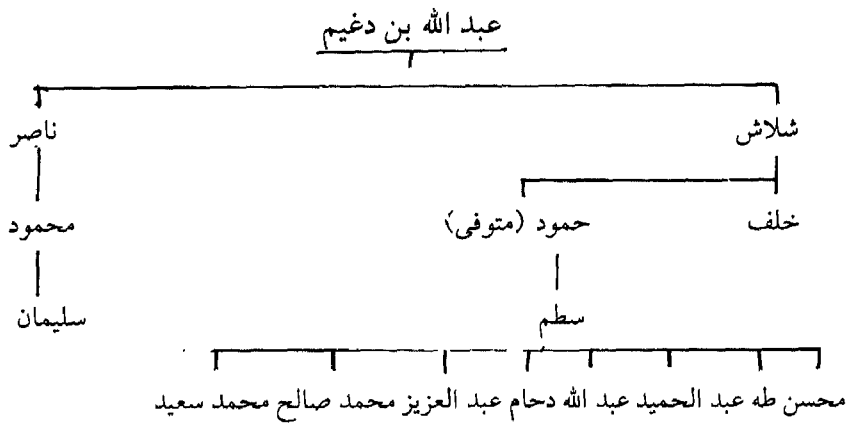 عبد الله بن دغيم
شلاش ناصر
خلف حمود (متوفى) محمود
سطم سليمان
محسن طه عبد الحميد عبد الله دحام عبد العزيز محمد صالح محمد سعيد